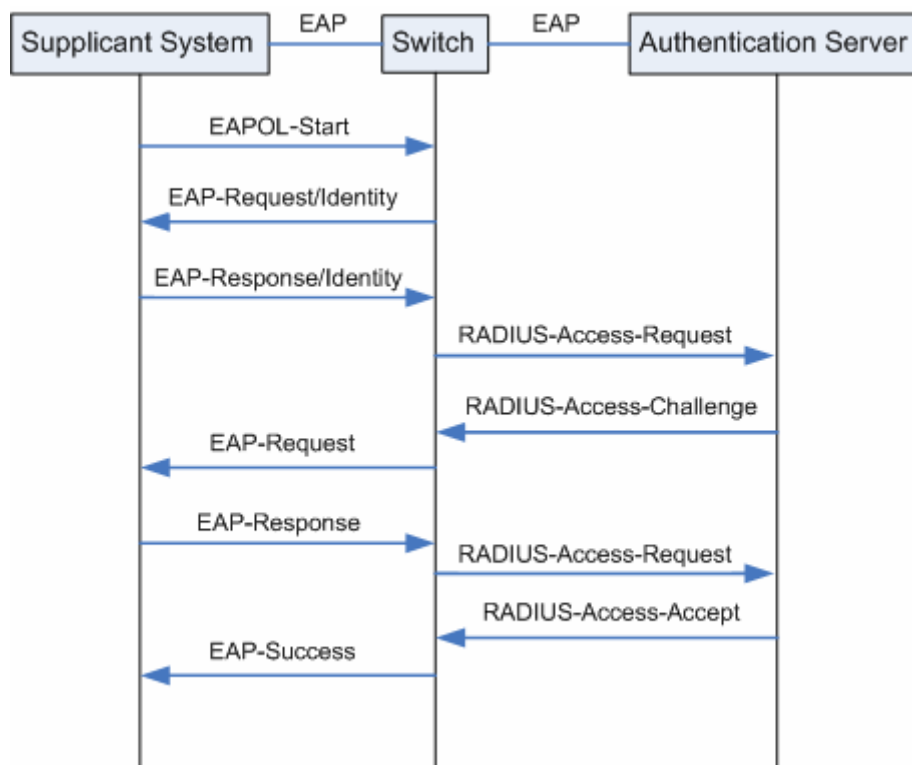 EAP
EAP
Supplicant System
Switch
Authentication Server
EAPOL-Start
EAP-Request/Identity
EAP-Response/Identity
RADIUS-Access-Request
RADIUS-Access-Challenge
EAP-Request
EAP-Response
RADIUS-Access-Request
RADIUS-Access-Accept
EAP-Success